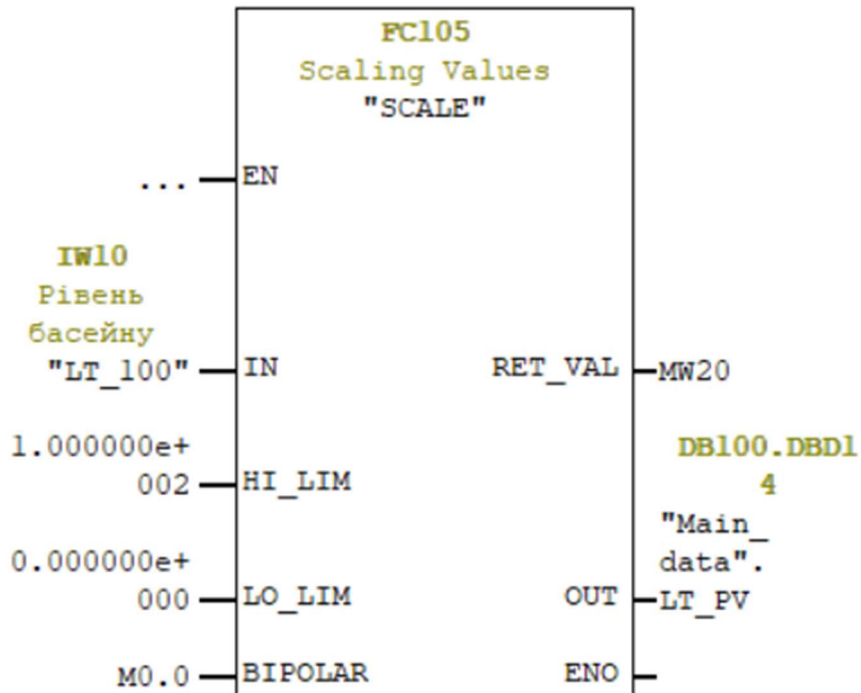 FC105
Scaling Values
"SCALE"
... EN
IW10
Рівень
басейну
"LT_100" IN RET_VAL MW20
1.000000e+
002 HI_LIM
DB100.DBD1
4
"Main_
data".
0.000000e+
000 LO_LIM OUT LT_PV
M0.0 BIPOLAR ENO